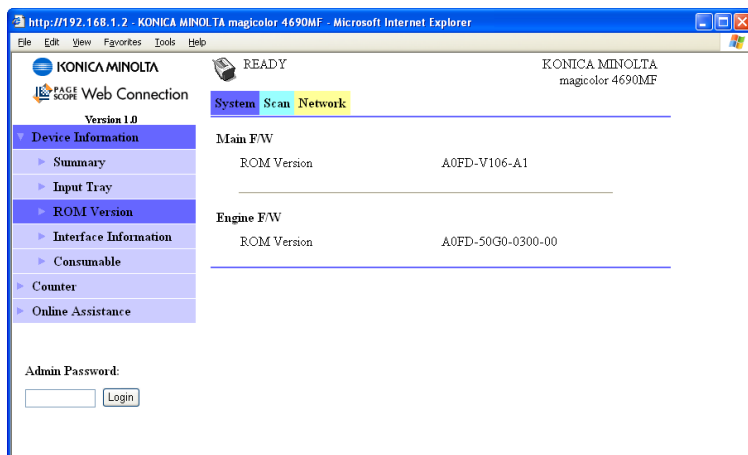 http://192.168.1.2 - KONICA MINOLTA magicolor 4690MF - Microsoft Internet Explorer
File Edit View Favorites Tools Help
KONICA MINOLTA
PAGE SCOPE Web Connection
Version 1.0
READY
KONICA MINOLTA
magicolor 4690MF
System Scan Network
Device Information
Summary
Input Tray
ROM Version
Interface Information
Consumable
Counter
Online Assistance
Admin Password:
Login
Main F/W
ROM Version A0FD-V106-A1
Engine F/W
ROM Version A0FD-50G0-0300-00